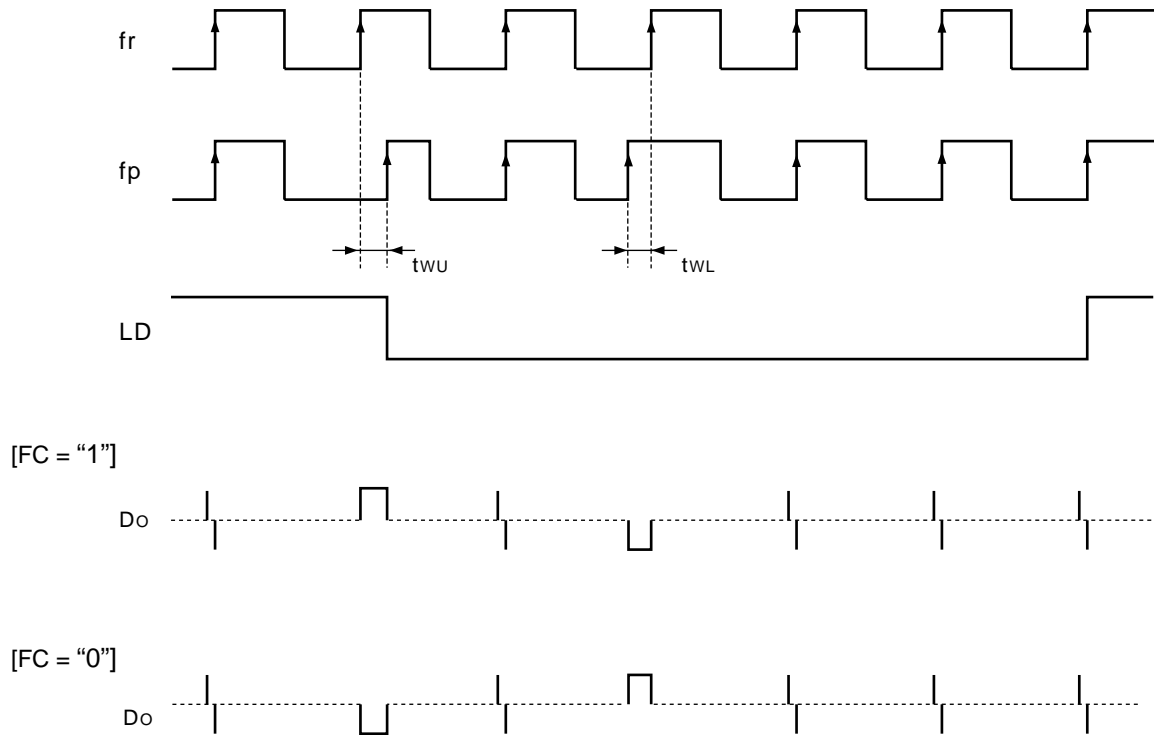 fr
fp
tWU
tWL
LD
[FC = “1”]
DO
[FC = “0”]
DO